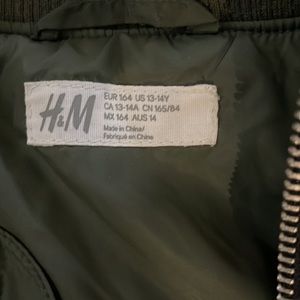 H&M
EUR 164 US 13-14Y
CA 13-14A CN 165/84
MX 164 AUS 14
Made in China/
Fabriqué en Chine